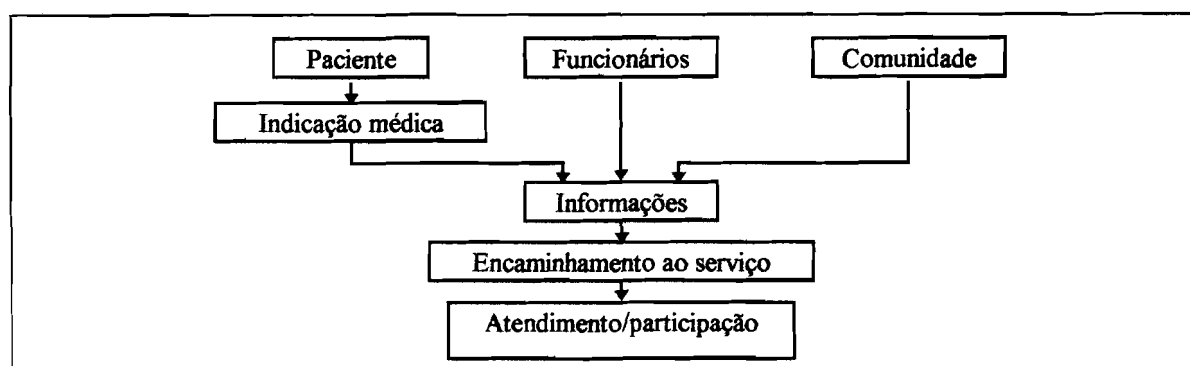 Paciente
Funcionários
Comunidade
Indicação médica
Informações
Encaminhamento ao serviço
Atendimento/participação